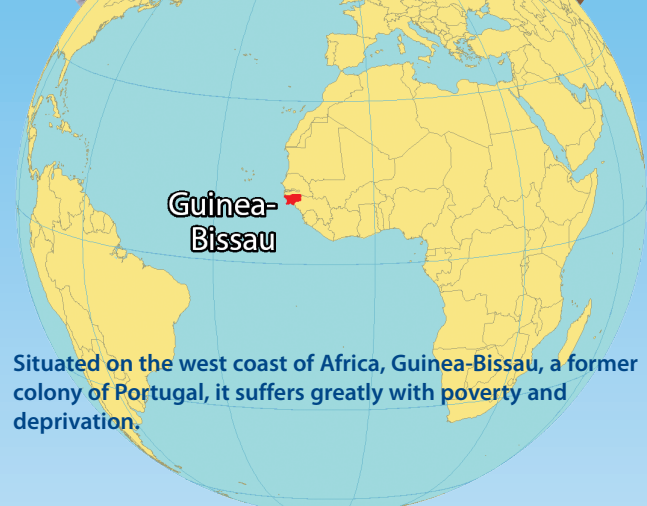 Guinea-
Bissau
Situated on the west coast of Africa, Guinea-Bissau, a former
colony of Portugal, it suffers greatly with poverty and
deprivation.